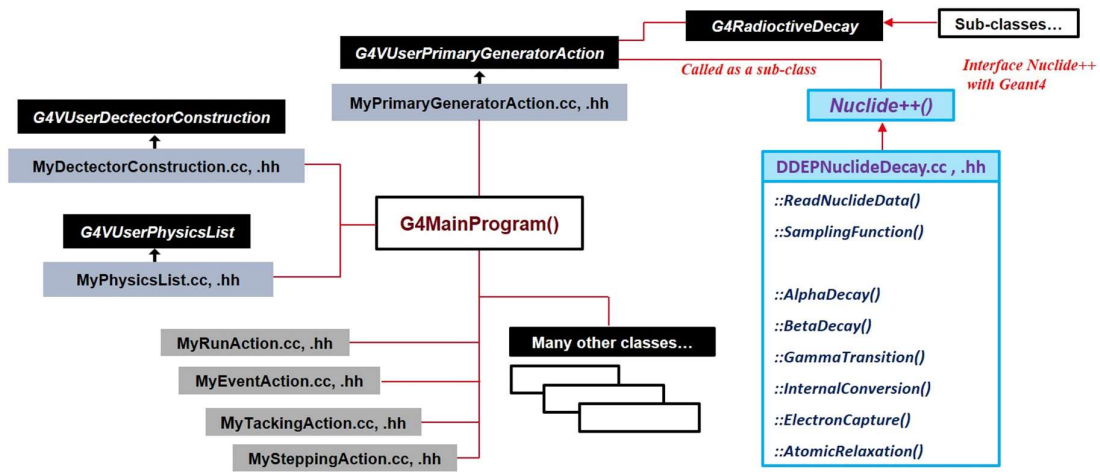 G4RadioctiveDecay
Sub-classes…
G4VUserPrimaryGeneratorAction
Called as a sub-class
Interface Nuclide++
with Geant4
MyPrimaryGeneratorAction.cc, .hh
Nuclide++()
G4VUserDectectorConstruction
MyDectectorConstruction.cc, .hh
DDEPNuclideDecay.cc , .hh
::ReadNuclideData()
::SamplingFunction()
::AlphaDecay()
::BetaDecay()
::GammaTransition()
::InternalConversion()
::ElectronCapture()
::AtomicRelaxation()
G4MainProgram()
G4VUserPhysicsList
MyPhysicsList.cc, .hh
MyRunAction.cc, .hh
MyEventAction.cc, .hh
MyTackingAction.cc, .hh
MySteppingAction.cc, .hh
Many other classes…